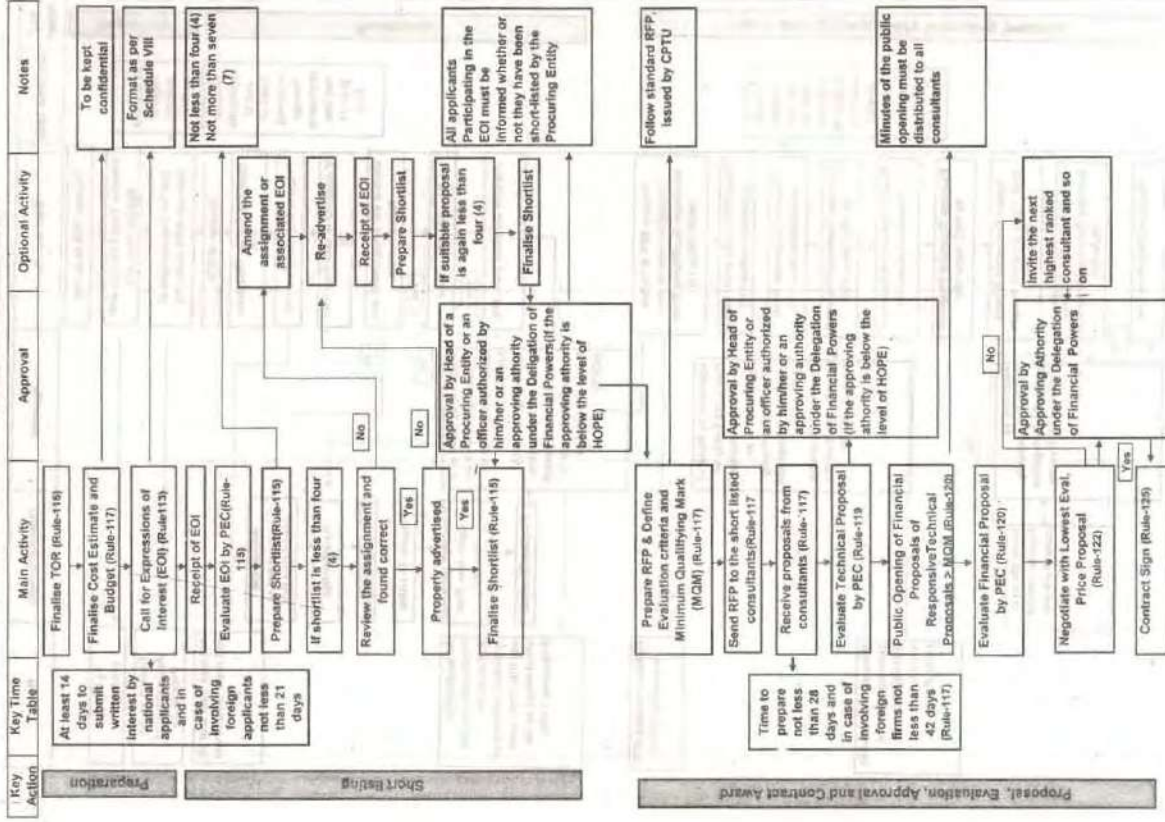 Key
Action
Key Time
Table
Main Activity
Approval
Optional Activity
Notes
Preparation
Finalise TOR (Rule-116)
Finalise Cost Estimate and
Budget (Rule-117)
To be kept
confidential
Call for Expressions of
Interest (EOI) (Rule113)
Format as per
Schedule VIII
At least 14
days to
submit
written
Interest by
national
applicants
and in
case of
involving
foreign
applicants
not less
than 21
days
Short listing
Receipt of EOI
Evaluate EOI by PEC(Rule-
115)
Prepare Shortlist(Rule-115)
Not less than four (4)
Not more than seven
(7)
If shortlist is less than four
(4)
Review the assignment and
found correct
No
Amend the
assignment or
associated EOI
Yes
Properly advertised
No
Re-advertise
Receipt of EOI
Prepare Shortlist
If suitable proposal
is again less than
four (4)
Finalise Shortlist
Yes
Finalise Shortlist (Rule-115)
Approval by Head of a
Procuring Entity or an
officer authorized by
him/her or an
approving athority
under the Deligation of
Financial Powers(if the
approving athority is
below the level of
HOPE)
All applicants
Participating in the
EOI must be
informed whether or
not they have been
short-listed by the
Procuring Entity
Proposal, Evaluation, Approval and Contract Award
Prepare RFP & Define
Evaluation criteria and
Minimum Qualifying Mark
(MQM) (Rule-117)
Follow standard RFP,
issued by CPTU
Send RFP to the short listed
consultants(Rule-117
Receive proposals from
consultants (Rule- 117)
Time to
prepare
not less
than 28
days and
in case of
involving
foreign
firms not
less than
42 days
(Rule-117)
Evaluate Technical Proposal
by PEC (Rule-119
Approval by Head of
Procuring Entity or
an officer authorized
by him/her or an
approving authority
under the Delegation
of Financial Powers
(if the approving
athority is below the
level of HOPE)
Public Opening of Financial
Proposals of
ResponsiveTechnical
Proposals > MQM (Rule-120)
Minutes of the public
opening must be
distributed to all
consultants
Evaluate Financial Proposal
by PEC (Rule-120)
Negotiate with Lowest Eval.
Price Proposal
(Rule-122)
No
Invite the next
highest ranked
consultant and so
on
Approval by
Approving Athority
under the Delegation
of Financial Powers
Yes
Contract Sign (Rule-125)